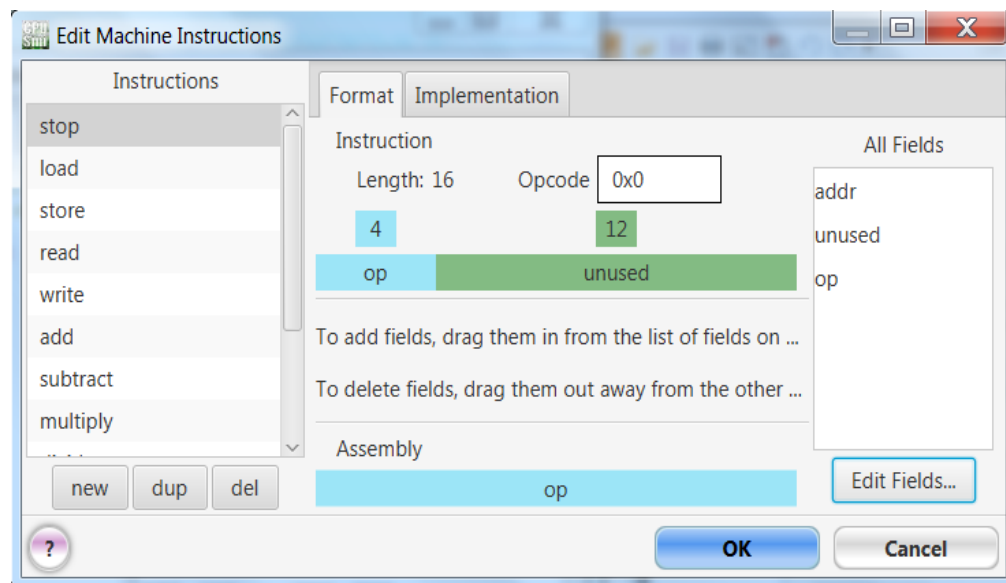 CPU Sim Edit Machine Instructions
Instructions
stop
load
store
read
write
add
subtract
multiply
new dup del
Format Implementation
Instruction
Length: 16 Opcode 0x0
4 12
op unused
To add fields, drag them in from the list of fields on ...
To delete fields, drag them out away from the other ...
Assembly
op
All Fields
addr
unused
op
Edit Fields...
? OK Cancel